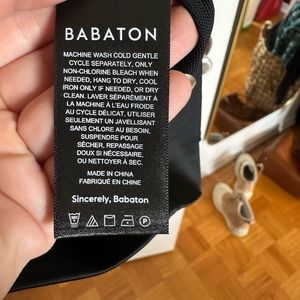 BABATON
MACHINE WASH COLD GENTLE
CYCLE SEPARATELY, ONLY
NON-CHLORINE BLEACH WHEN
NEEDED, HANG TO DRY, COOL
IRON ONLY IF NEEDED, OR DRY
CLEAN. LAVER SÉPARÉMENT À
LA MACHINE À L'EAU FROIDE
AU CYCLE DÉLICAT, UTILISER
SEULEMENT UN JAVELLISANT
SANS CHLORE AU BESOIN,
SUSPENDRE POUR
SÉCHER, REPASSAGE
DOUX SI NÉCESSAIRE,
OU NETTOYER À SEC.
MADE IN CHINA
FABRIQUÉ EN CHINE
Sincerely, Babaton